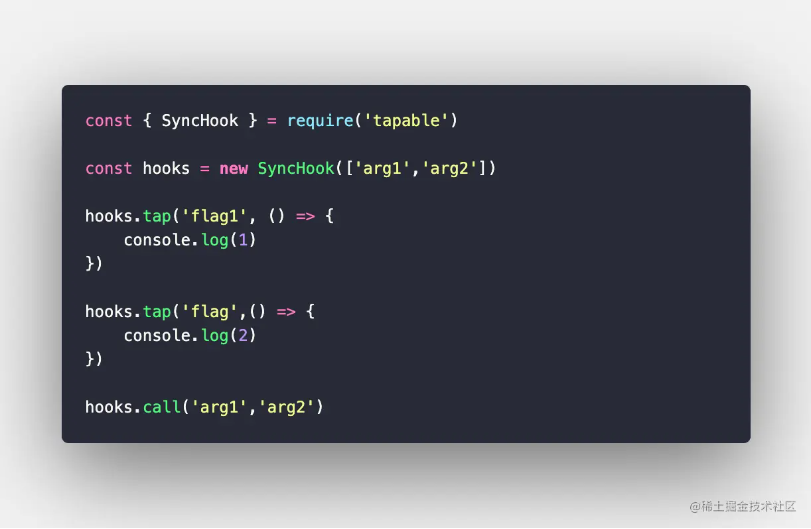 const { SyncHook } = require('tapable')
const hooks = new SyncHook(['arg1','arg2'])
hooks.tap('flag1', () => {
    console.log(1)
})
hooks.tap('flag',() => {
    console.log(2)
})
hooks.call('arg1','arg2')
@稀土掘金技术社区